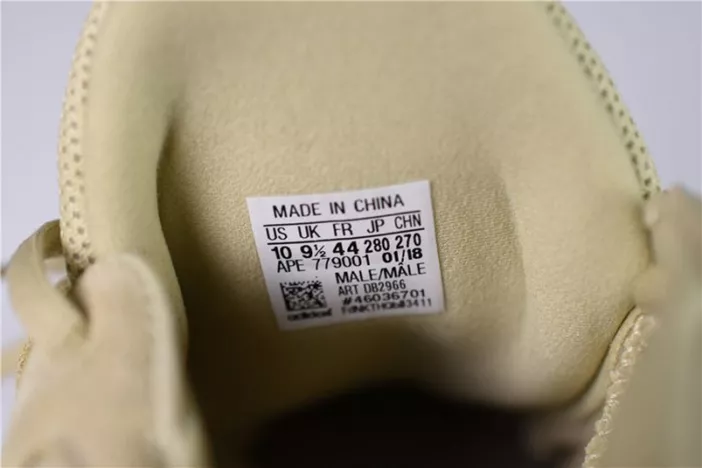 MADE IN CHINA
US UK FR JP CHN
10 9½ 44 280 270
APE 779001 01/18
MALE/MÂLE
ART DB2966
#46036701
adidas